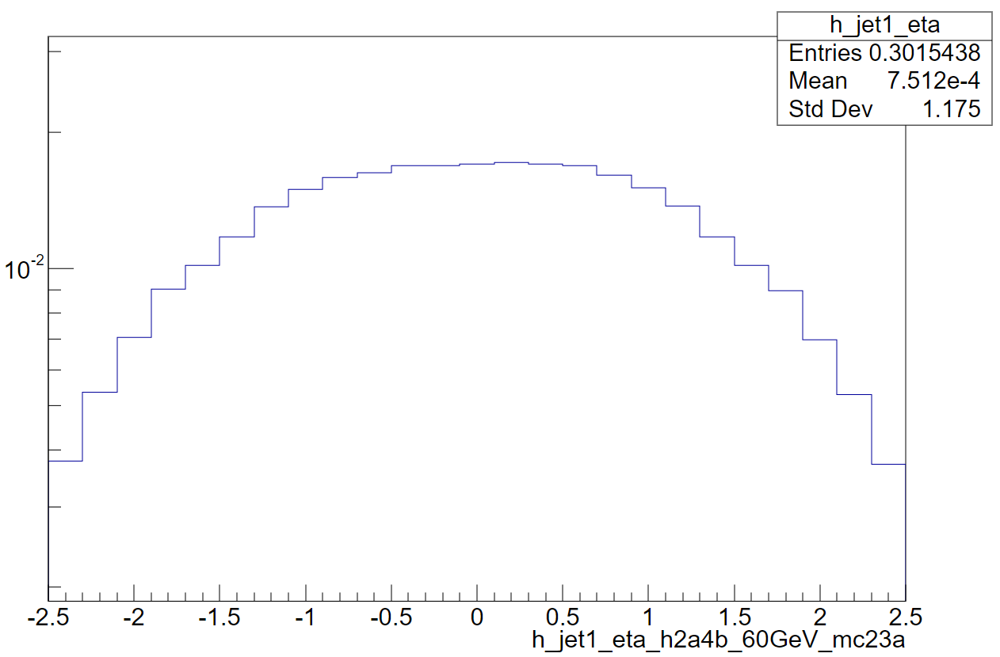 h_jet1_eta
Entries 0.3015438
Mean 7.512e-4
Std Dev 1.175
10^-2
-2.5 -2 -1.5 -1 -0.5 0 0.5 1 1.5 2 2.5
h_jet1_eta_h2a4b_60GeV_mc23a